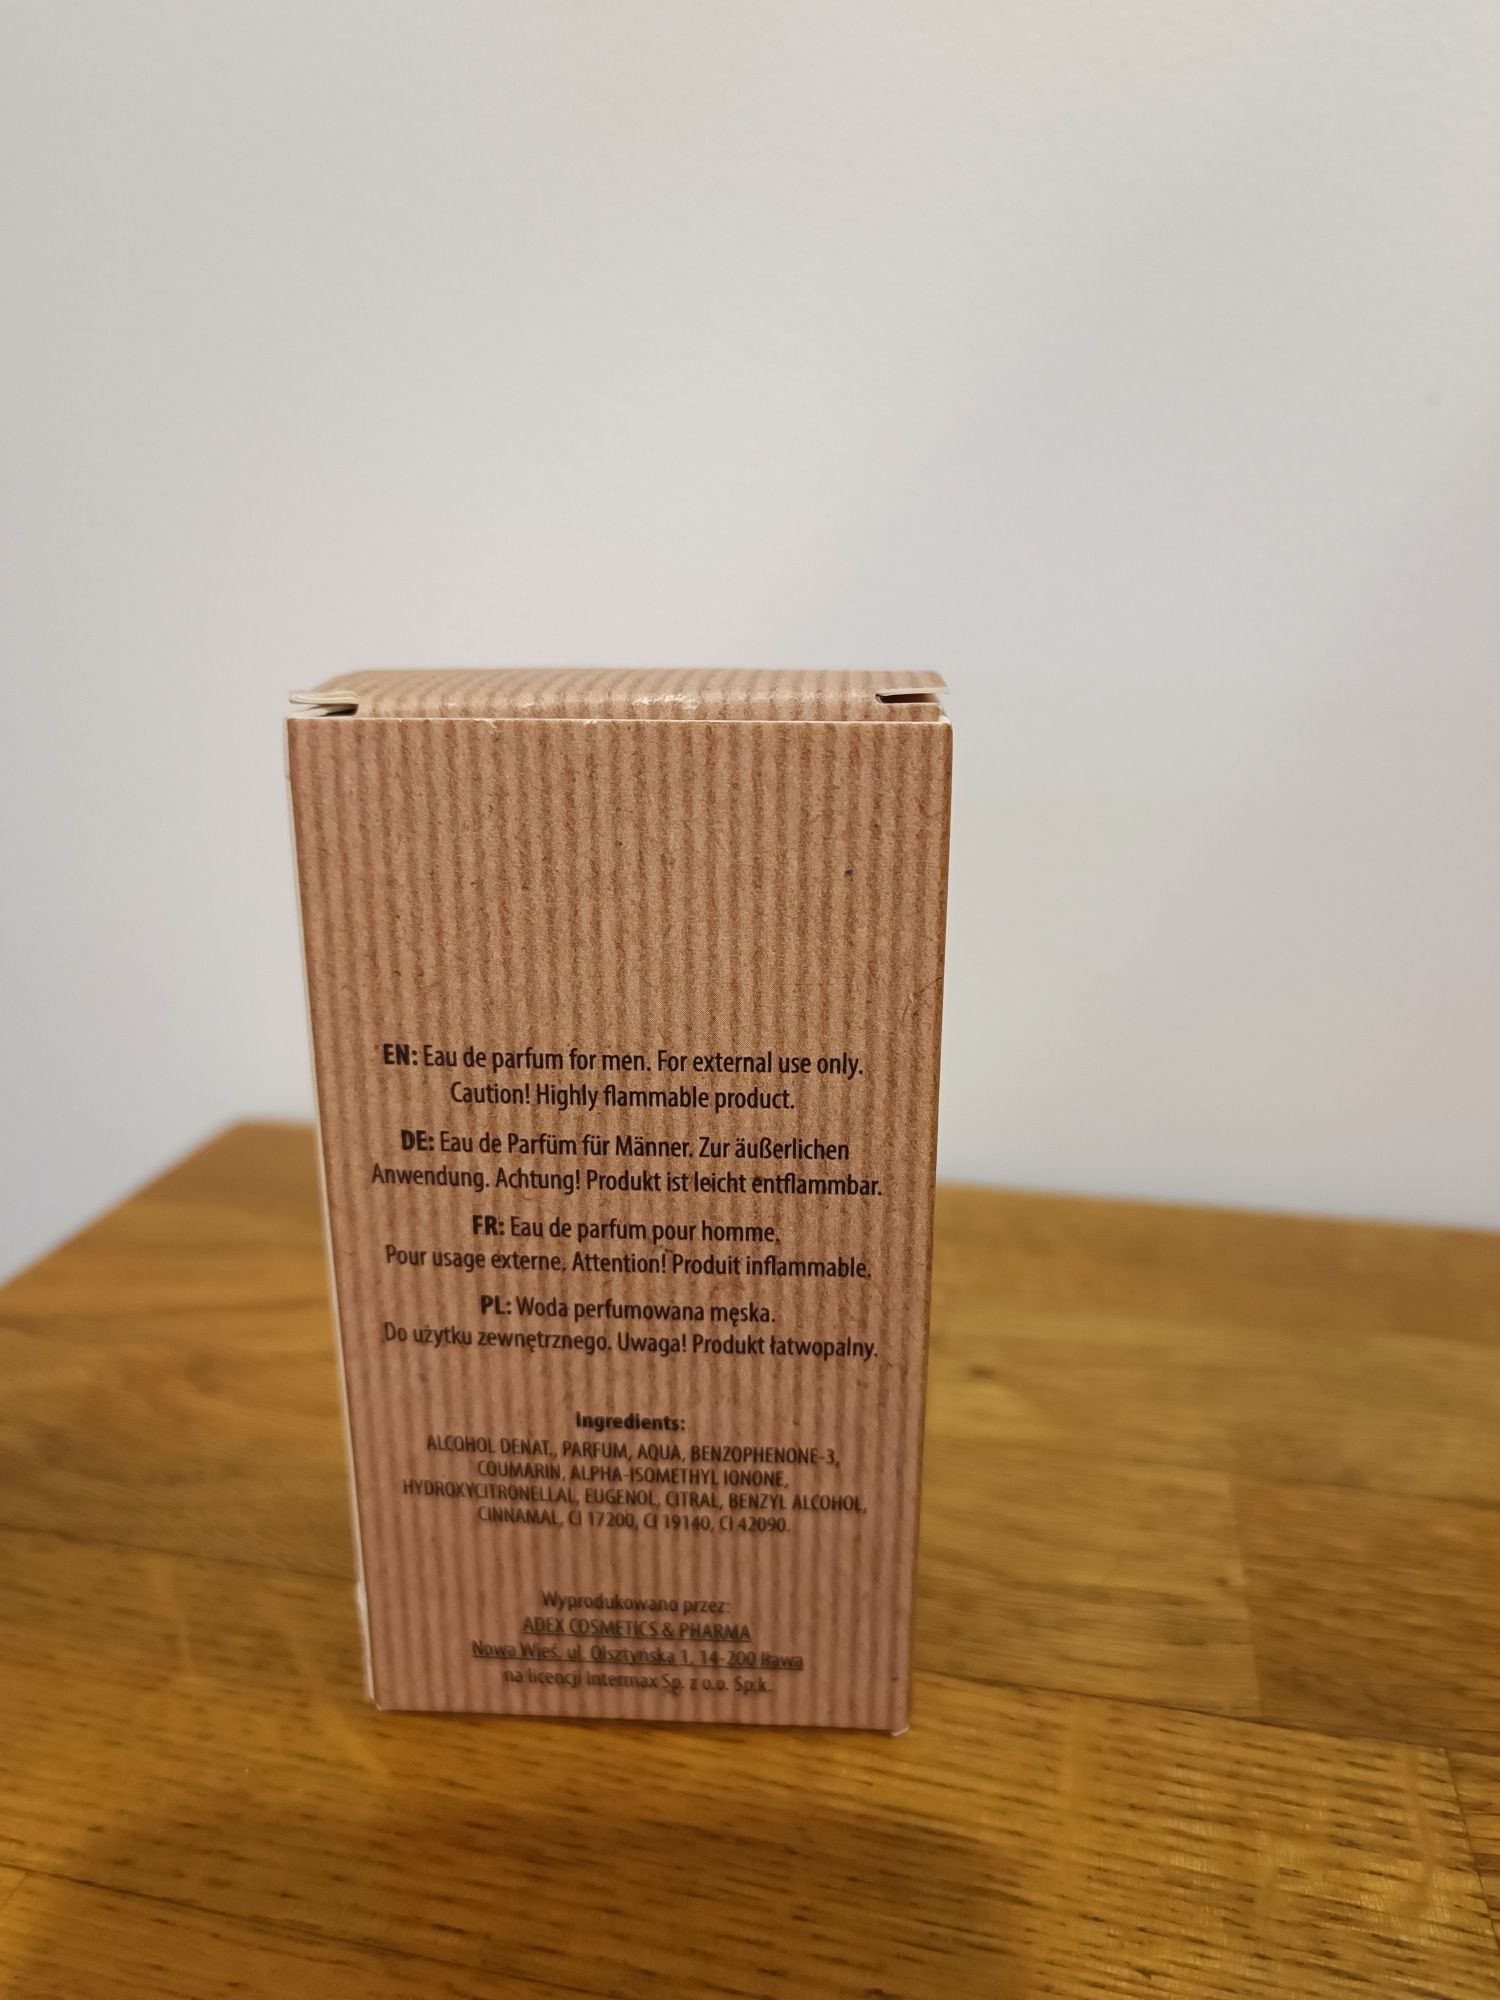 EN: Eau de parfum for men. For external use only.
Caution! Highly flammable product.
DE: Eau de Parfüm für Männer. Zur äußerlichen
Anwendung. Achtung! Produkt ist leicht entflammbar.
FR: Eau de parfum pour homme.
Pour usage externe. Attention! Produit inflammable.
PL: Woda perfumowana męska.
Do użytku zewnętrznego. Uwaga! Produkt łatwopalny.
Ingredients:
ALCOHOL DENAT., PARFUM, AQUA, BENZOPHENONE-3,
COUMARIN, ALPHA-ISOMETHYL IONONE,
HYDROXYCITRONELLAL, EUGENOL, CITRAL, BENZYL ALCOHOL,
CINNAMAL, CI 17200, CI 19140, CI 42090.
Wyprodukowano przez:
ADEX COSMETICS & PHARMA
Nowa Wieś, ul. Olsztyńska 1, 14-200 Iława
na licencji Intermax Sp. z o.o. Sp.k.